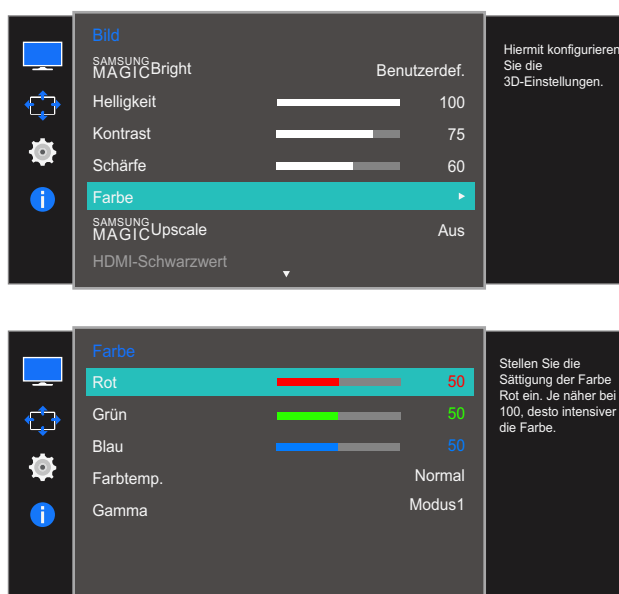 Bild
SAMSUNG
MAGICBright Benutzerdef.
Helligkeit 100
Kontrast 75
Schärfe 60
Farbe
SAMSUNG
MAGICUpscale Aus
HDMI-Schwarzwert
Hiermit konfigurieren
Sie die
3D-Einstellungen.
Farbe
Rot 50
Grün 50
Blau 50
Farbtemp. Normal
Gamma Modus1
Stellen Sie die
Sättigung der Farbe
Rot ein. Je näher bei
100, desto intensiver
die Farbe.